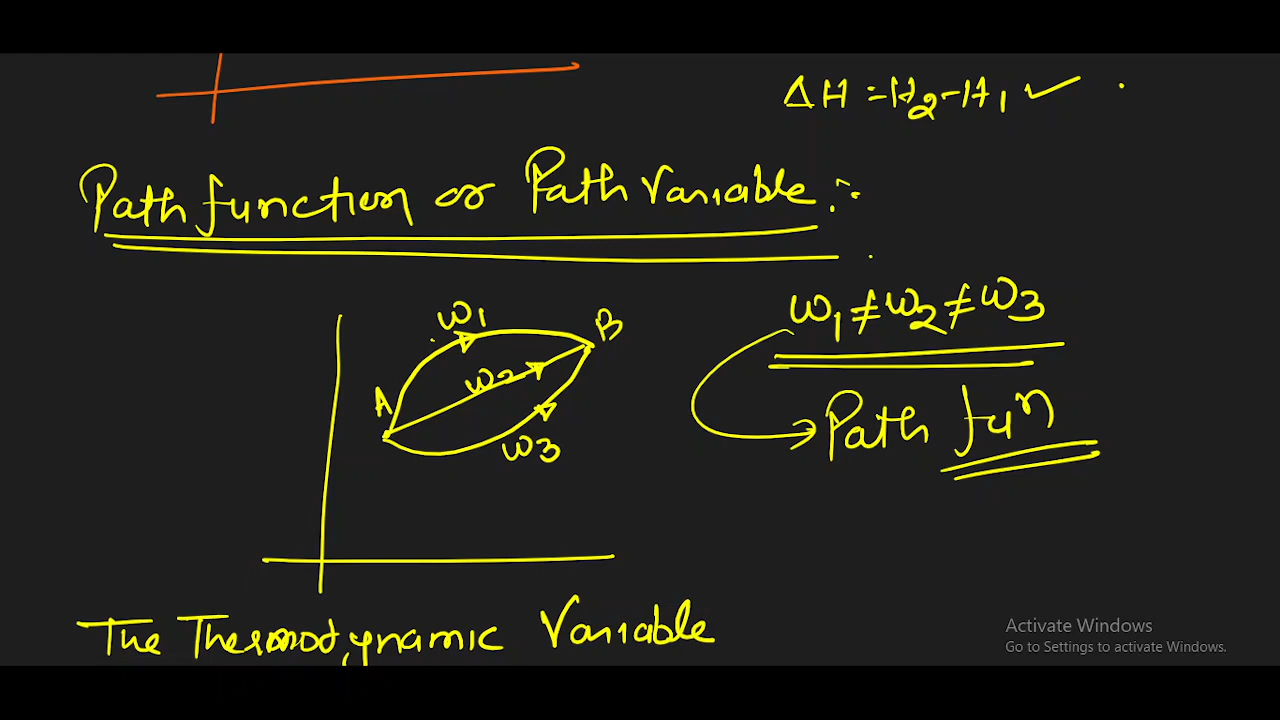 ΔH = H₂ - H₁ ✓
Path function or Path Variable :-
w₁
B
w₁ ≠ w₂ ≠ w₃
A
w₂
w₃
Path fuⁿ
The Thermodynamic Variable
Activate Windows
Go to Settings to activate Windows.